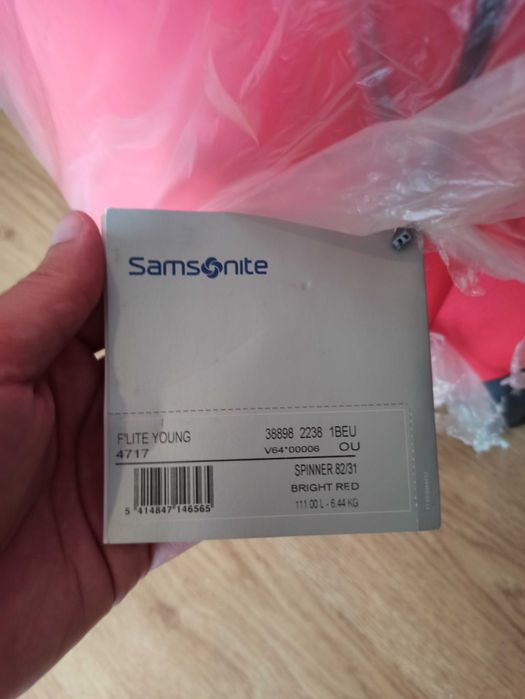 Samsonite
F'LITE YOUNG 38898 2238 1BEU
4717 V64*00006 OU
SPINNER 82/31
BRIGHT RED
111.00 L - 6.44 KG
5 414847 146565